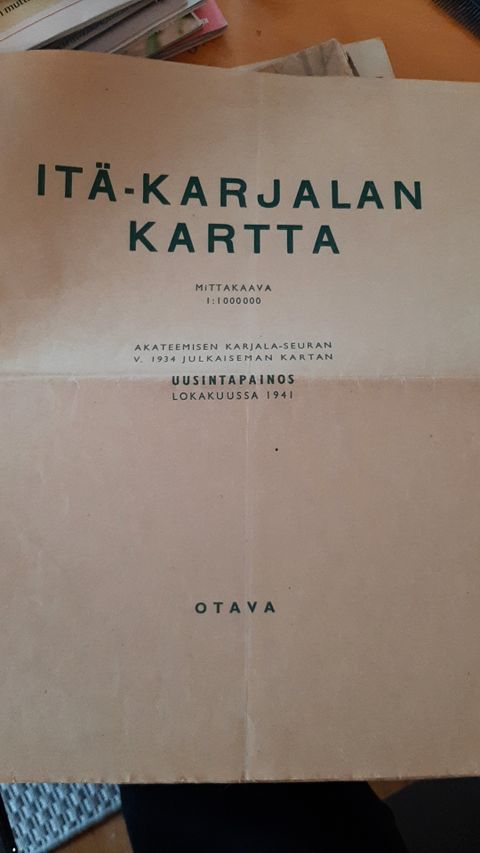 ITÄ-KARJALAN
KARTTA
MiTTAKAAVA
1:1000000
AKATEEMISEN KARJALA-SEURAN
V. 1934 JULKAISEMAN KARTAN
UUSINTAPAINOS
LOKAKUUSSA 1941
OTAVA